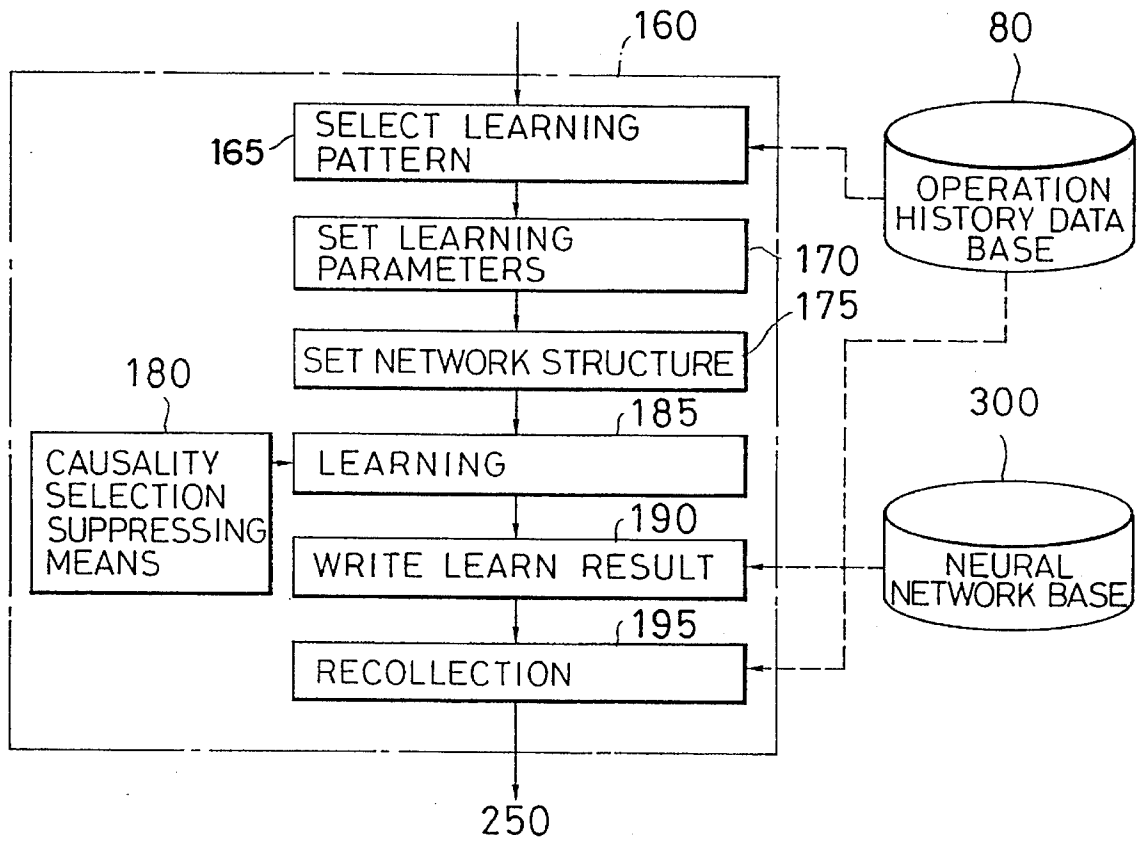 160
80
SELECT LEARNING
PATTERN
165
OPERATION
HISTORY DATA
BASE
SET LEARNING
PARAMETERS
170
175
SET NETWORK STRUCTURE
180
185
300
CAUSALITY
SELECTION
SUPPRESSING
MEANS
LEARNING
190
WRITE LEARN RESULT
NEURAL
NETWORK BASE
195
RECOLLECTION
250